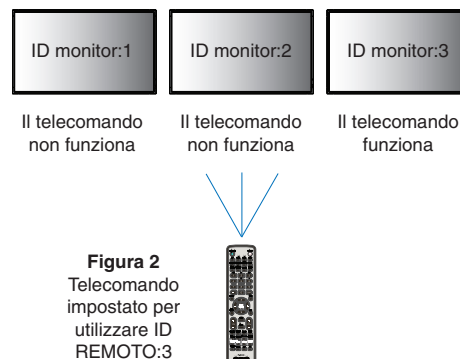 ID monitor:1
ID monitor:2
ID monitor:3
Il telecomando
non funziona
Il telecomando
non funziona
Il telecomando
funziona
Figura 2
Telecomando
impostato per
utilizzare ID
REMOTO:3